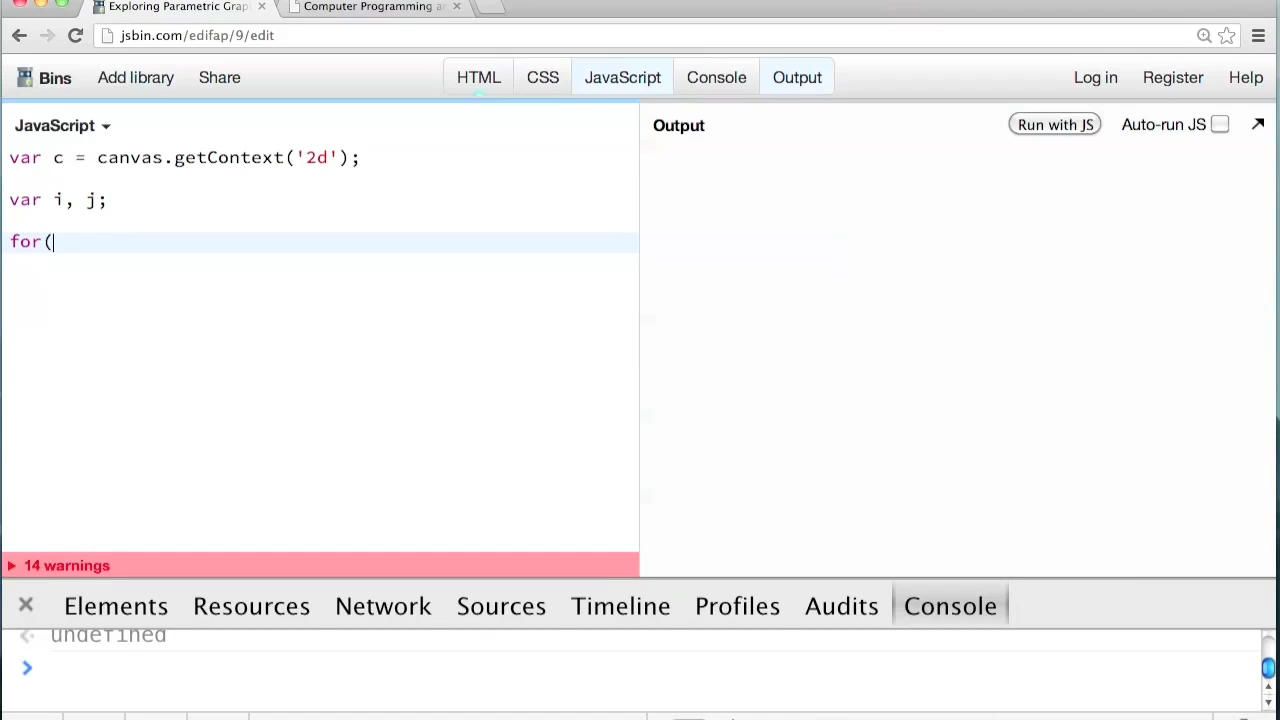 Exploring Parametric Grap
Computer Programming a
jsbin.com/edifap/9/edit
Bins Add library Share HTML CSS JavaScript Console Output Log in Register Help
JavaScript
Output Run with JS Auto-run JS
var c = canvas.getContext('2d');
var i, j;
for(
14 warnings
Elements Resources Network Sources Timeline Profiles Audits Console
undefined